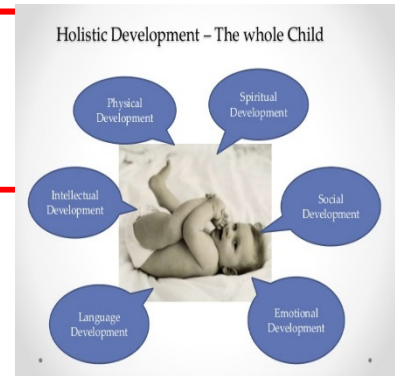 Holistic Development – The whole Child
Physical
Development
Spiritual
Development
Intellectual
Development
Social
Development
Language
Development
Emotional
Development